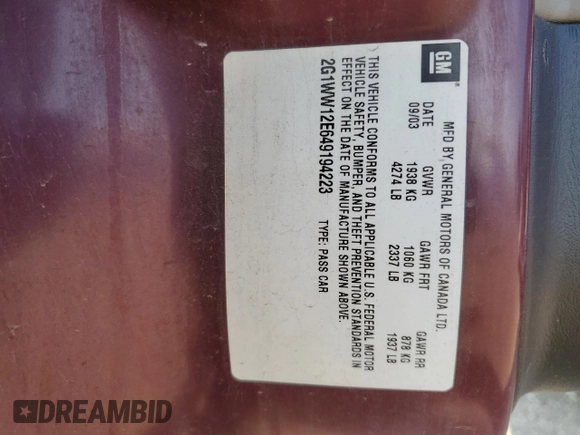 GM®
MFD BY GENERAL MOTORS OF CANADA LTD.
DATE GVWR GAWR FRT GAWR RR
09/03 1938 KG 1060 KG 878 KG
4274 LB 2337 LB 1937 LB
THIS VEHICLE CONFORMS TO ALL APPLICABLE U.S. FEDERAL MOTOR
VEHICLE SAFETY, BUMPER, AND THEFT PREVENTION STANDARDS IN
EFFECT ON THE DATE OF MANUFACTURE SHOWN ABOVE.
2G1WW12E649194223 TYPE: PASS CAR
DREAMBID